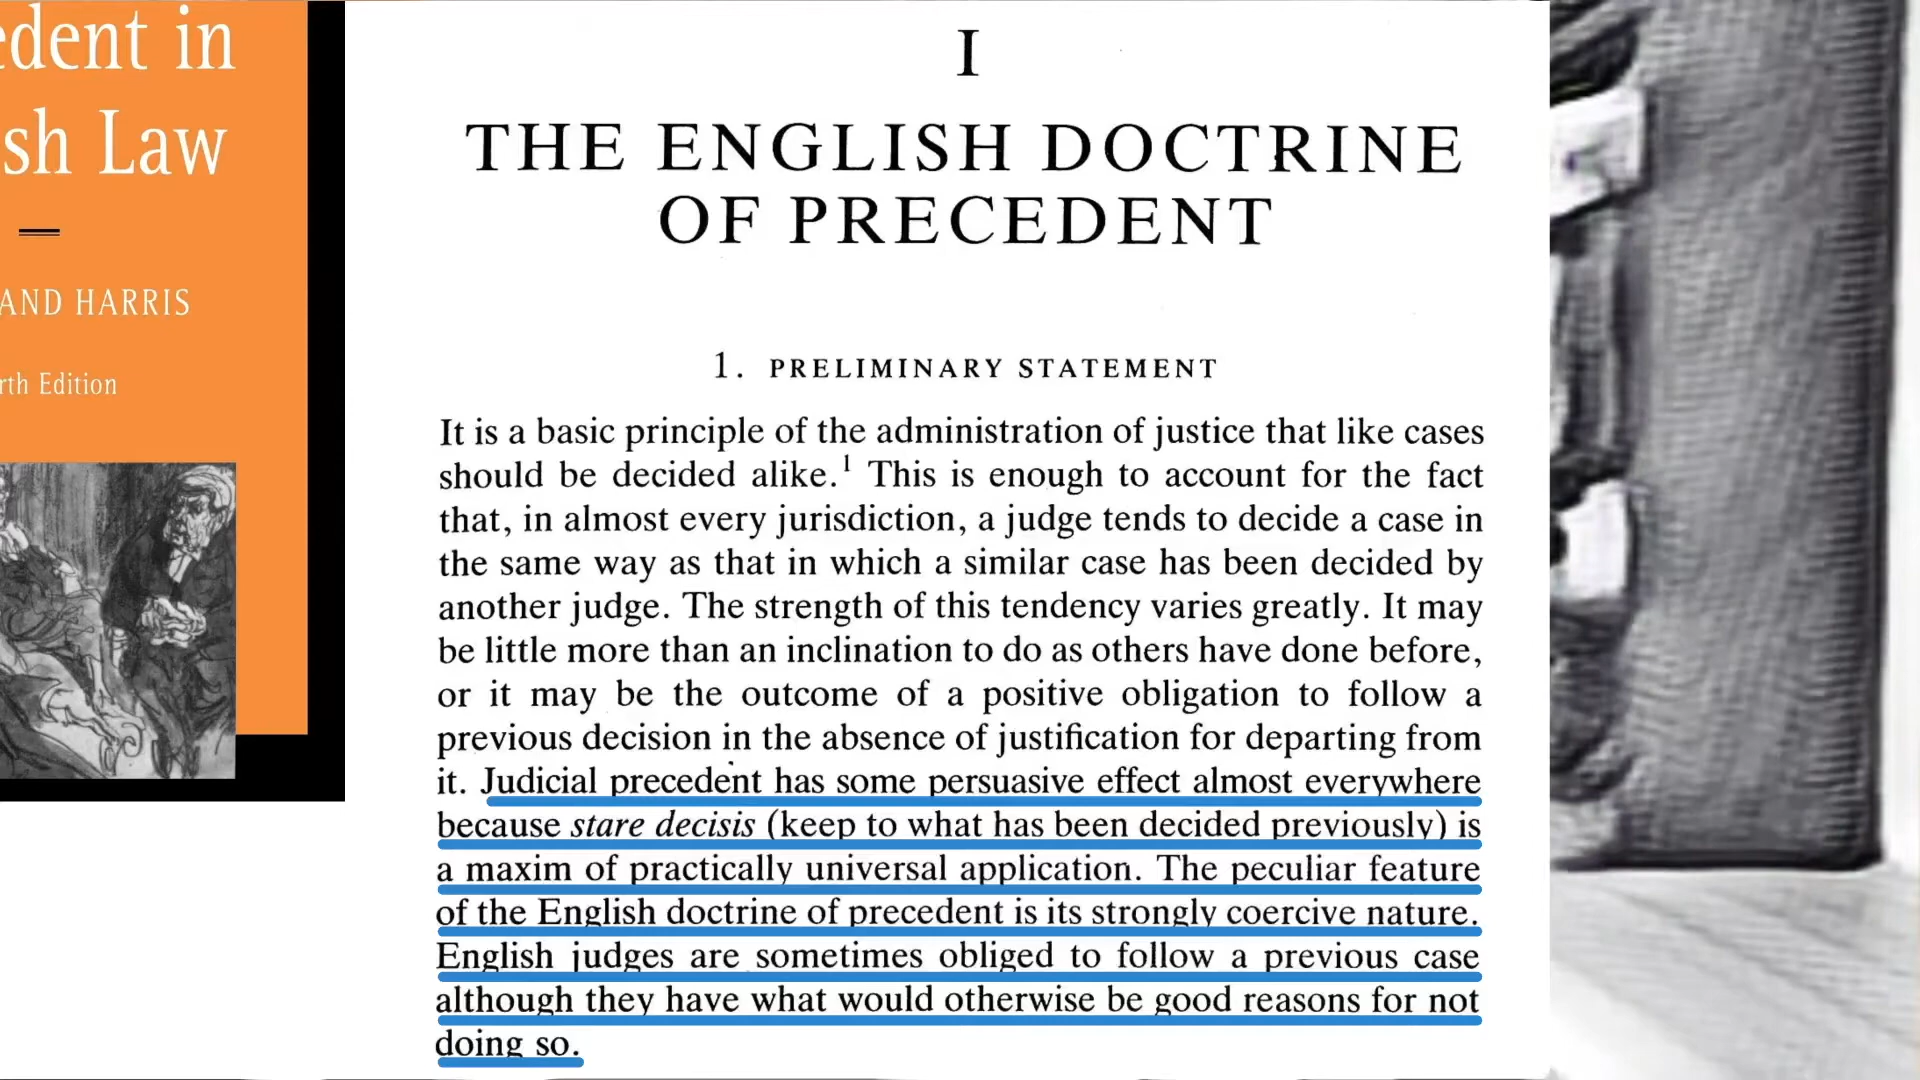 edent in
sh Law
AND HARRIS
rth Edition
I
THE ENGLISH DOCTRINE
OF PRECEDENT
1. PRELIMINARY STATEMENT
It is a basic principle of the administration of justice that like cases
should be decided alike.¹ This is enough to account for the fact
that, in almost every jurisdiction, a judge tends to decide a case in
the same way as that in which a similar case has been decided by
another judge. The strength of this tendency varies greatly. It may
be little more than an inclination to do as others have done before,
or it may be the outcome of a positive obligation to follow a
previous decision in the absence of justification for departing from
it. Judicial precedent has some persuasive effect almost everywhere
because stare decisis (keep to what has been decided previously) is
a maxim of practically universal application. The peculiar feature
of the English doctrine of precedent is its strongly coercive nature.
English judges are sometimes obliged to follow a previous case
although they have what would otherwise be good reasons for not
doing so.